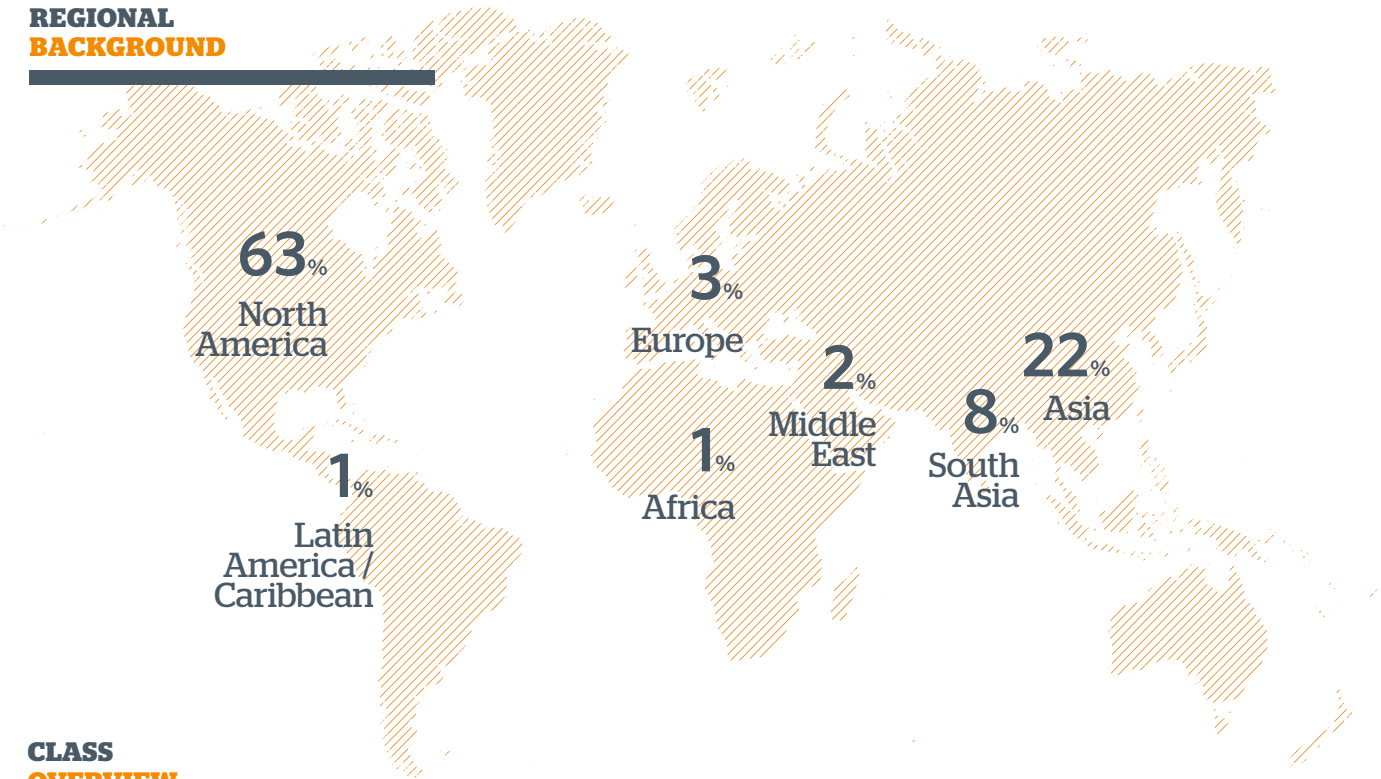 REGIONAL
BACKGROUND
63%
North
America
3%
Europe
2%
Middle
East
22%
Asia
8%
South
Asia
1%
Africa
1%
Latin
America /
Caribbean
CLASS
OVERVIEW